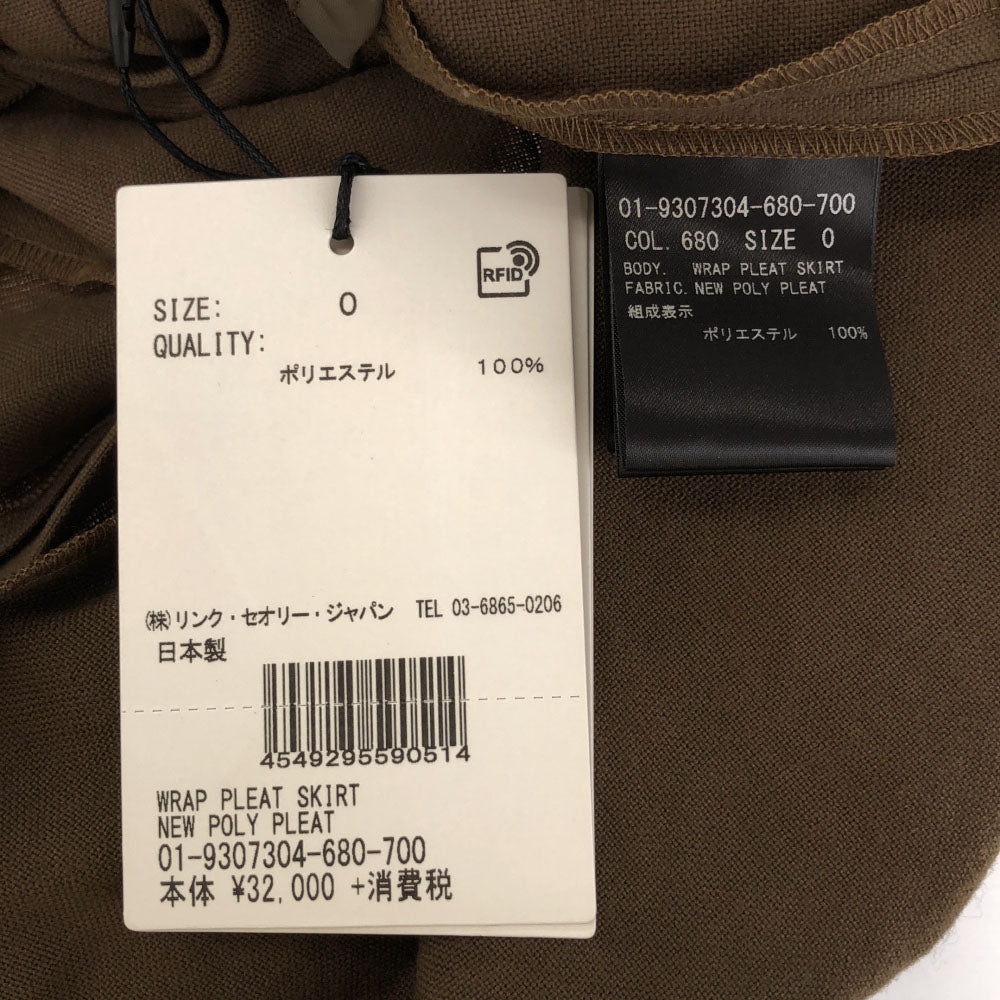 RFID
SIZE: 0
QUALITY:
ポリエステル 100%
㈱リンク・セオリー・ジャパン TEL 03-6865-0206
日本製
4549295590514
WRAP PLEAT SKIRT
NEW POLY PLEAT
01-9307304-680-700
本体 ¥32,000 +消費税
01-9307304-680-700
COL. 680 SIZE 0
BODY. WRAP PLEAT SKIRT
FABRIC. NEW POLY PLEAT
組成表示
ポリエステル 100%